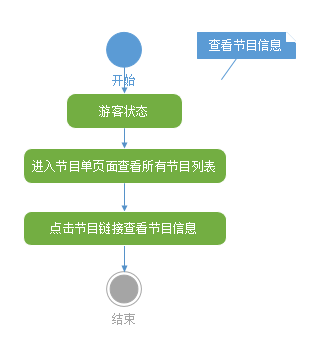 查看节目信息
开始
游客状态
进入节目单页面查看所有节目列表
点击节目链接查看节目信息
结束